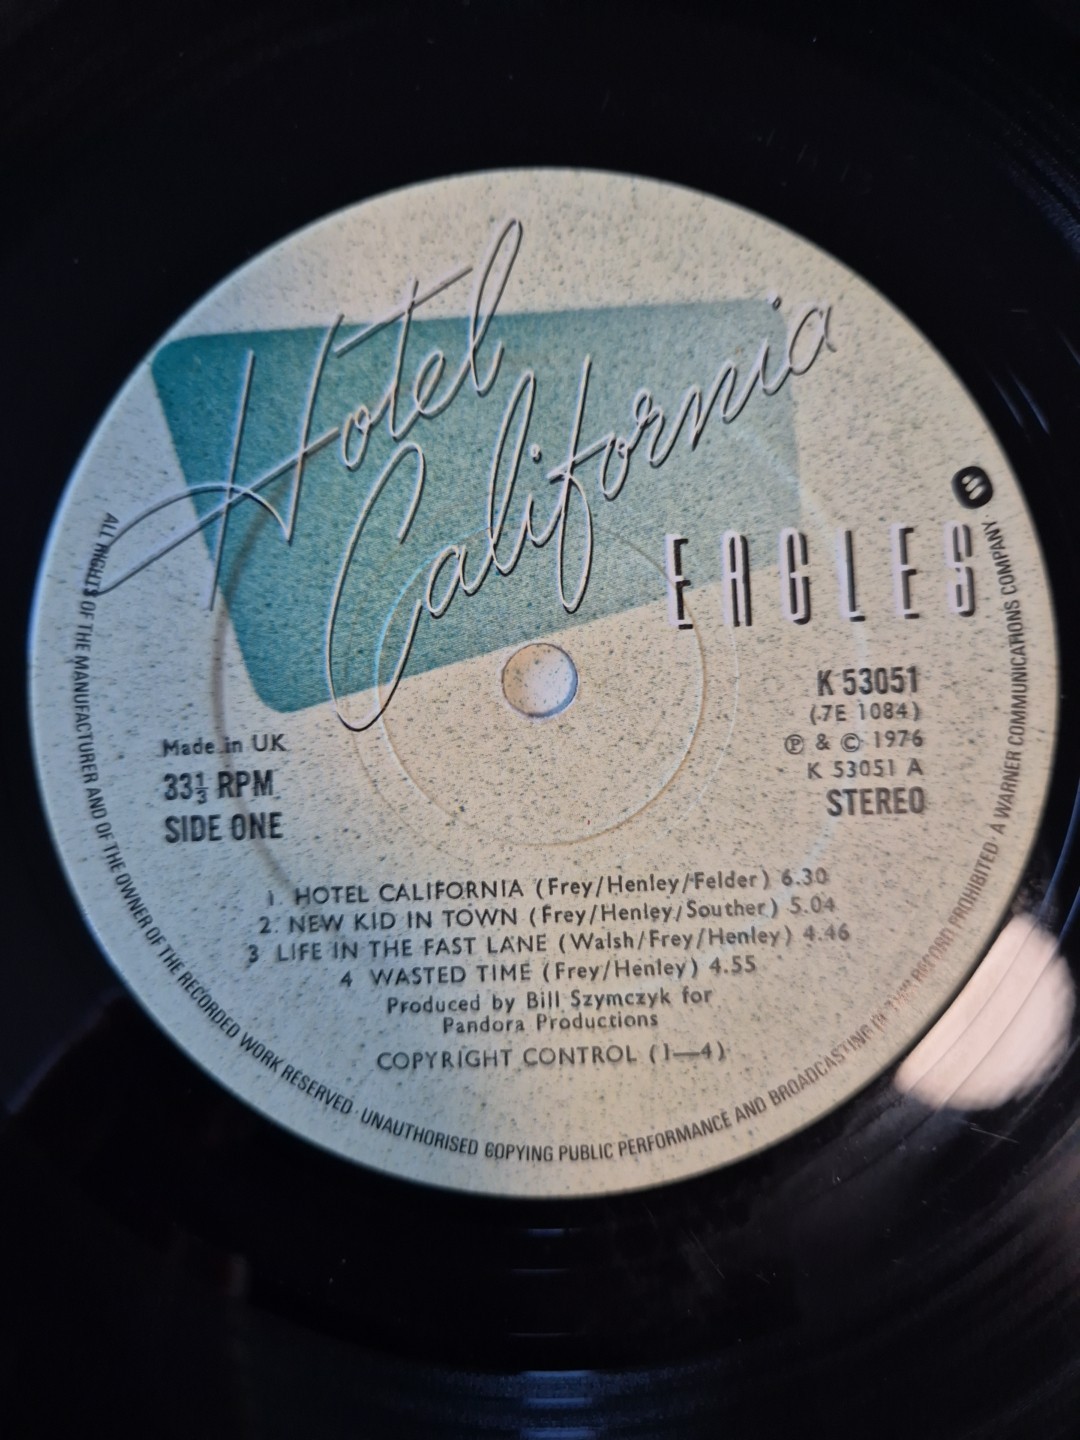 Hotel
California
EAGLES
K 53051
(7E 1084)
℗ & © 1976
K 53051 A
STEREO
Made in UK
33⅓ RPM
SIDE ONE
1. HOTEL CALIFORNIA (Frey/Henley/Felder) 6.30
2. NEW KID IN TOWN (Frey/Henley/Souther) 5.04
3 LIFE IN THE FAST LANE (Walsh/Frey/Henley) 4.46
4 WASTED TIME (Frey/Henley) 4.55
Produced by Bill Szymczyk for
Pandora Productions
COPYRIGHT CONTROL (1—4)
ALL RIGHTS OF THE MANUFACTURER AND OF THE OWNER OF THE RECORDED WORK RESERVED · UNAUTHORISED COPYING PUBLIC PERFORMANCE AND BROADCASTING OF THIS RECORD PROHIBITED · A WARNER COMMUNICATIONS COMPANY